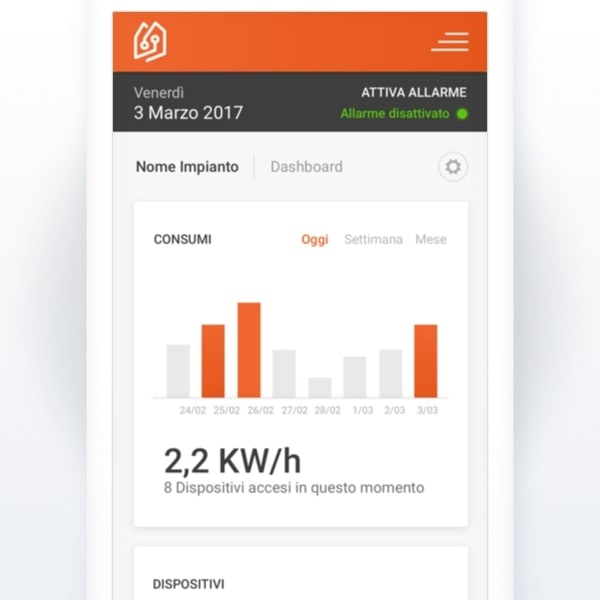 Venerdì
3 Marzo 2017
ATTIVA ALLARME
Allarme disattivato
Nome Impianto
Dashboard
CONSUMI
Oggi Settimana Mese
24/02 25/02 26/02 27/02 28/02 1/03 2/03 3/03
2,2 KW/h
8 Dispositivi accesi in questo momento
DISPOSITIVI